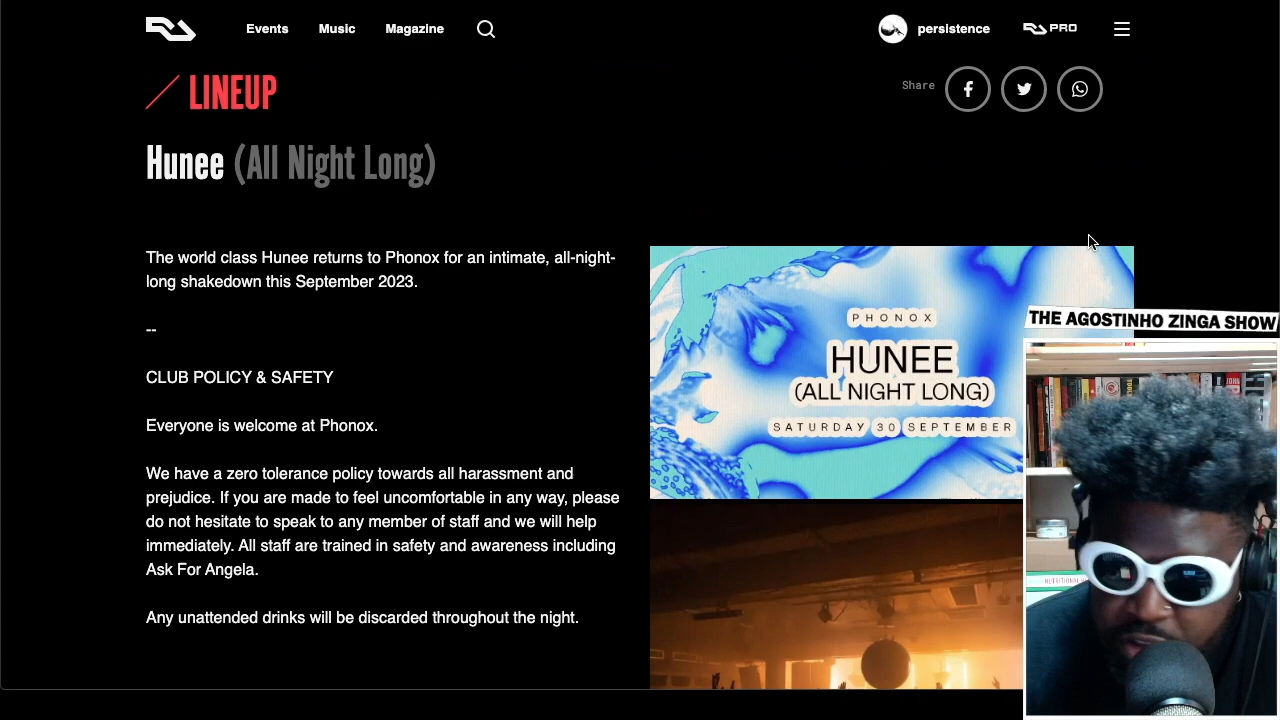 Events
Music
Magazine
persistence
PRO
LINEUP
Share
Hunee (All Night Long)
The world class Hunee returns to Phonox for an intimate, all-night-
long shakedown this September 2023.
--
CLUB POLICY & SAFETY
Everyone is welcome at Phonox.
We have a zero tolerance policy towards all harassment and
prejudice. If you are made to feel uncomfortable in any way, please
do not hesitate to speak to any member of staff and we will help
immediately. All staff are trained in safety and awareness including
Ask For Angela.
Any unattended drinks will be discarded throughout the night.
PHONOX
HUNEE
(ALL NIGHT LONG)
SATURDAY 30 SEPTEMBER
THE AGOSTINHO ZINGA SHOW